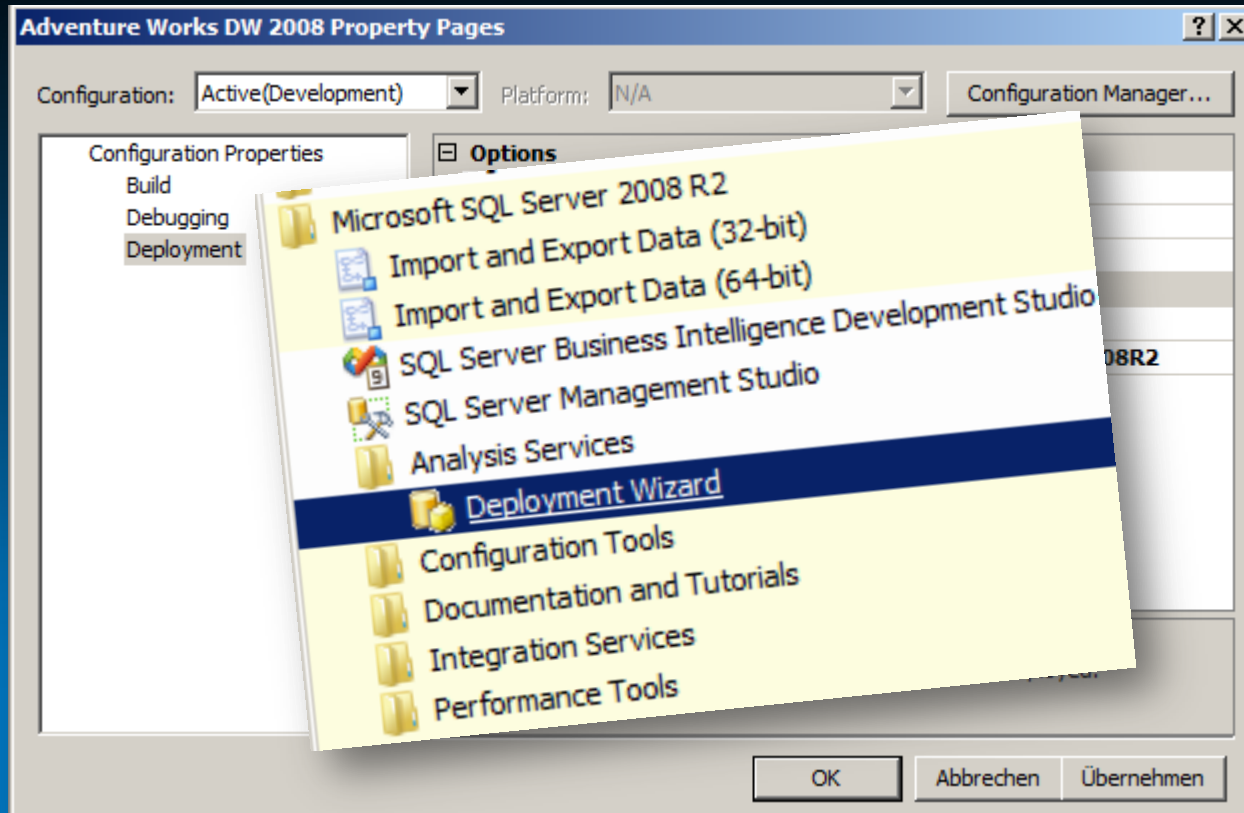 Adventure Works DW 2008 Property Pages
Configuration: Active(Development) Platform: N/A Configuration Manager...
Configuration Properties
Build
Debugging
Deployment
Options
08R2
Microsoft SQL Server 2008 R2
Import and Export Data (32-bit)
Import and Export Data (64-bit)
SQL Server Business Intelligence Development Studio
SQL Server Management Studio
Analysis Services
Deployment Wizard
Configuration Tools
Documentation and Tutorials
Integration Services
Performance Tools
OK Abbrechen Übernehmen